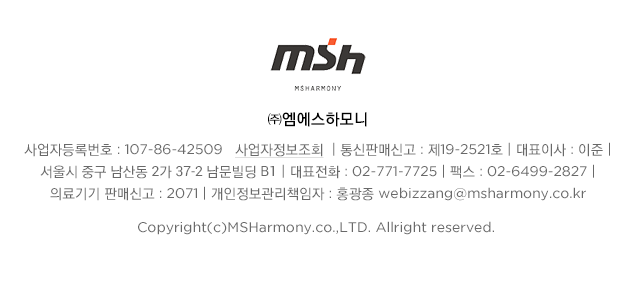 msh
MSHARMONY
㈜엠에스하모니
사업자등록번호 : 107-86-42509 사업자정보조회 | 통신판매신고 : 제19-2521호 | 대표이사 : 이준 |
서울시 중구 남산동 2가 37-2 남문빌딩 B1 | 대표전화 : 02-771-7725 | 팩스 : 02-6499-2827 |
의료기기 판매신고 : 2071 | 개인정보관리책임자 : 홍광종 webizzang@msharmony.co.kr
Copyright(c)MSHarmony.co.,LTD. Allright reserved.